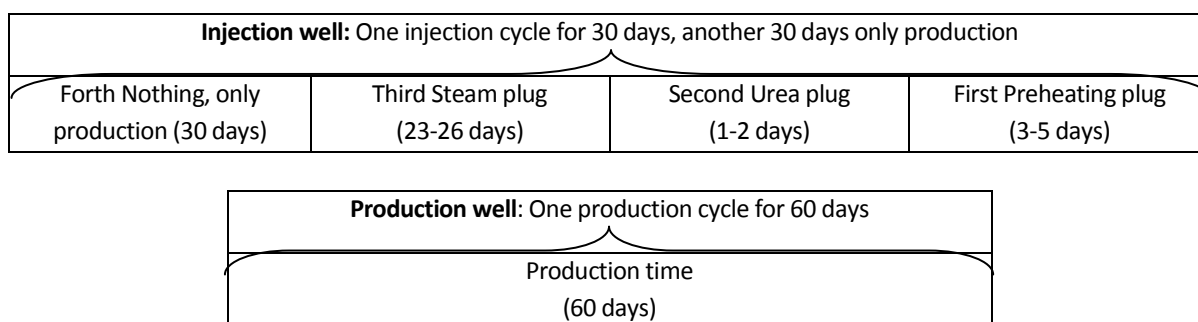 Injection well: One injection cycle for 30 days, another 30 days only production
Forth Nothing, only production (30 days)
Third Steam plug (23-26 days)
Second Urea plug (1-2 days)
First Preheating plug (3-5 days)
Production well: One production cycle for 60 days
Production time
(60 days)